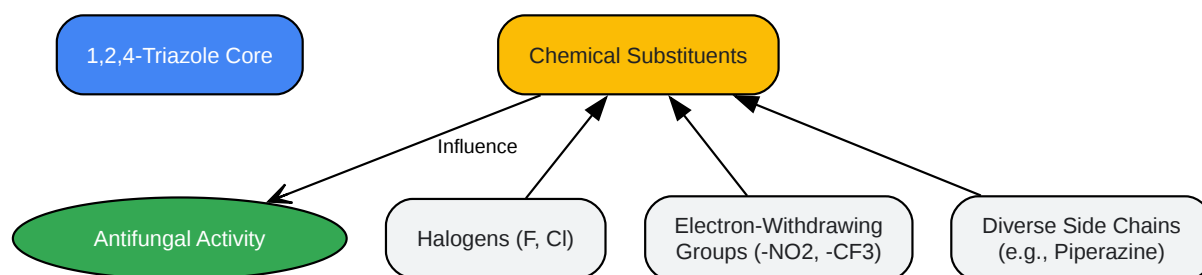 1,2,4-Triazole Core
Chemical Substituents
Influence
Antifungal Activity
Halogens (F, Cl)
Electron-Withdrawing
Groups (-NO2, -CF3)
Diverse Side Chains
(e.g., Piperazine)